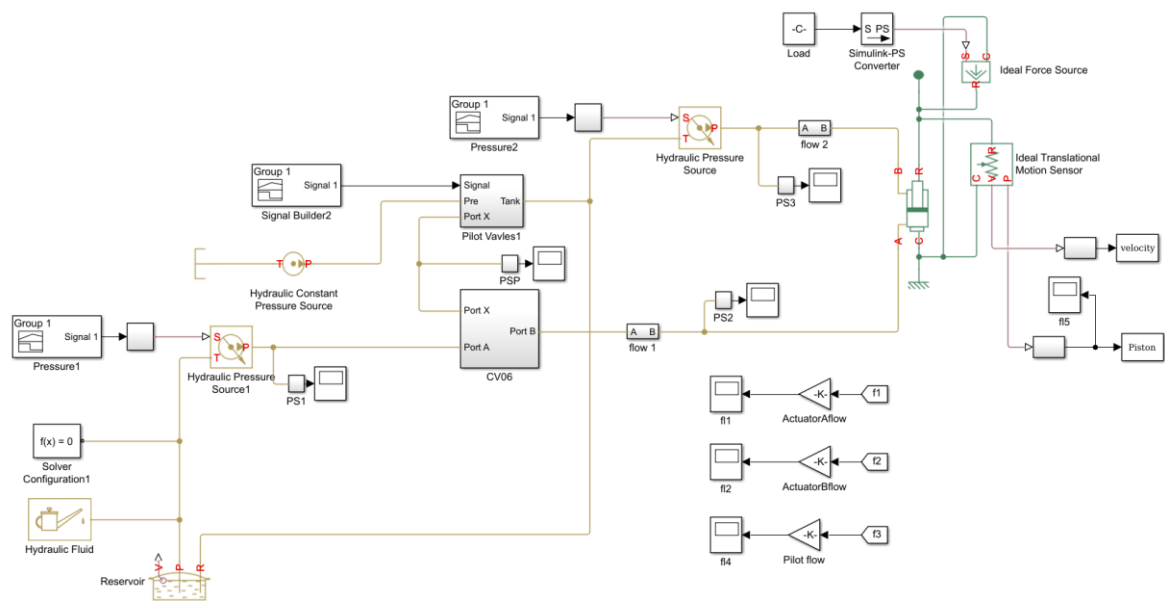 -C-
Load
S PS
Simulink-PS
Converter
S
C
R
Ideal Force Source
Group 1
Signal 1
Pressure2
S
T
P
Hydraulic Pressure
Source
A B
flow 2
PS3
B
R
A
C
R
C
V
P
Ideal Translational
Motion Sensor
velocity
fl5
Piston
Group 1
Signal 1
Signal Builder2
Signal
Pre
Port X
Tank
Pilot Vavles1
T
P
Hydraulic Constant
Pressure Source
PSP
Port X
Port A
Port B
CV06
A B
flow 1
PS2
Group 1
Signal 1
Pressure1
S
T
P
Hydraulic Pressure
Source1
PS1
f(x) = 0
Solver
Configuration1
Hydraulic Fluid
Reservoir
V
P
R
fl1
-K-
ActuatorAflow
f1
fl2
-K-
ActuatorBflow
f2
fl4
-K-
Pilot flow
f3